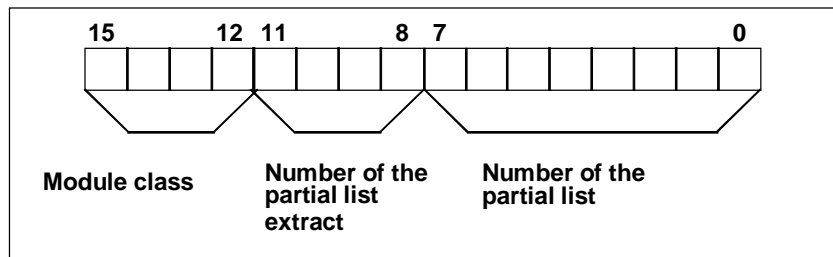 15 12 11 8 7 0
Module class
Number of the
partial list
extract
Number of the
partial list